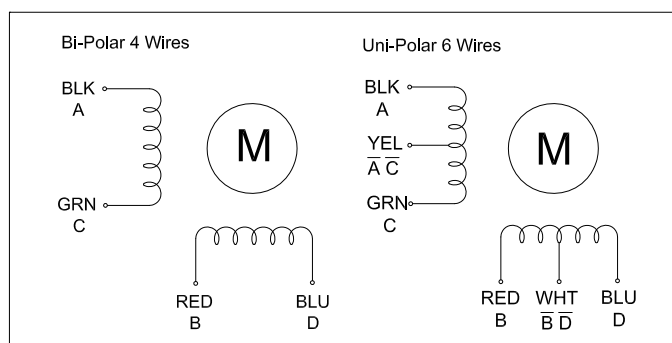 Bi-Polar 4 Wires
BLK
A
M
GRN
C
RED
B
BLU
D
Uni-Polar 6 Wires
BLK
A
YEL
A̅ C̅
M
GRN
C
RED
B
WHT
B̅ D̅
BLU
D